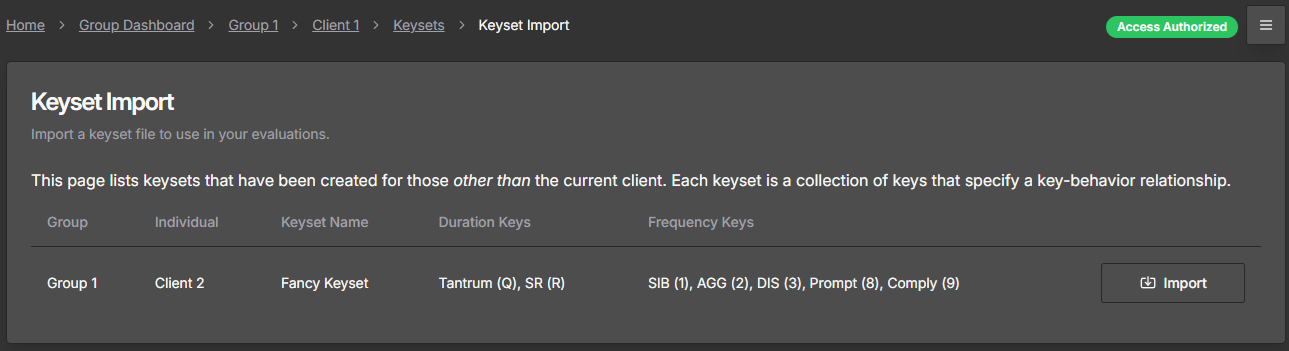 Home > Group Dashboard > Group 1 > Client 1 > Keysets > Keyset Import
Access Authorized
Keyset Import
Import a keyset file to use in your evaluations.
This page lists keysets that have been created for those other than the current client. Each keyset is a collection of keys that specify a key-behavior relationship.
Group Individual Keyset Name Duration Keys Frequency Keys
Group 1 Client 2 Fancy Keyset Tantrum (Q), SR (R) SIB (1), AGG (2), DIS (3), Prompt (8), Comply (9) Import